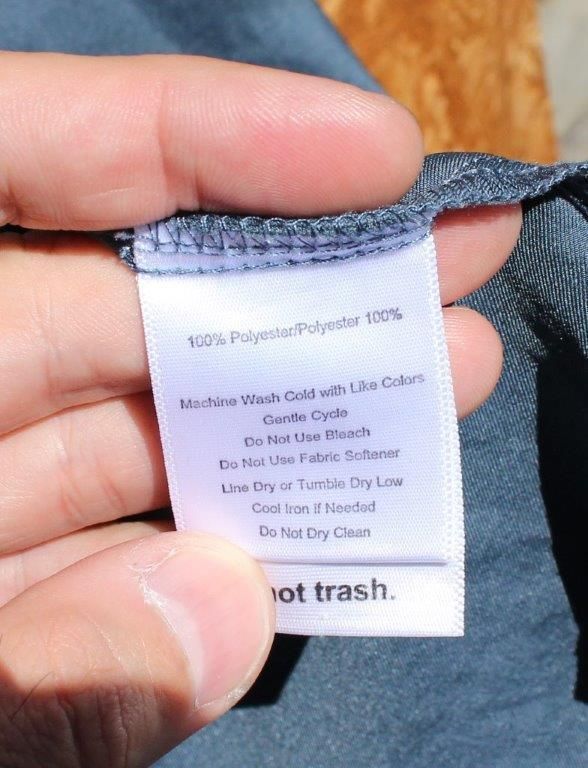 100% Polyester/Polyester 100%
Machine Wash Cold with Like Colors
Gentle Cycle
Do Not Use Bleach
Do Not Use Fabric Softener
Line Dry or Tumble Dry Low
Cool Iron if Needed
Do Not Dry Clean
not trash.